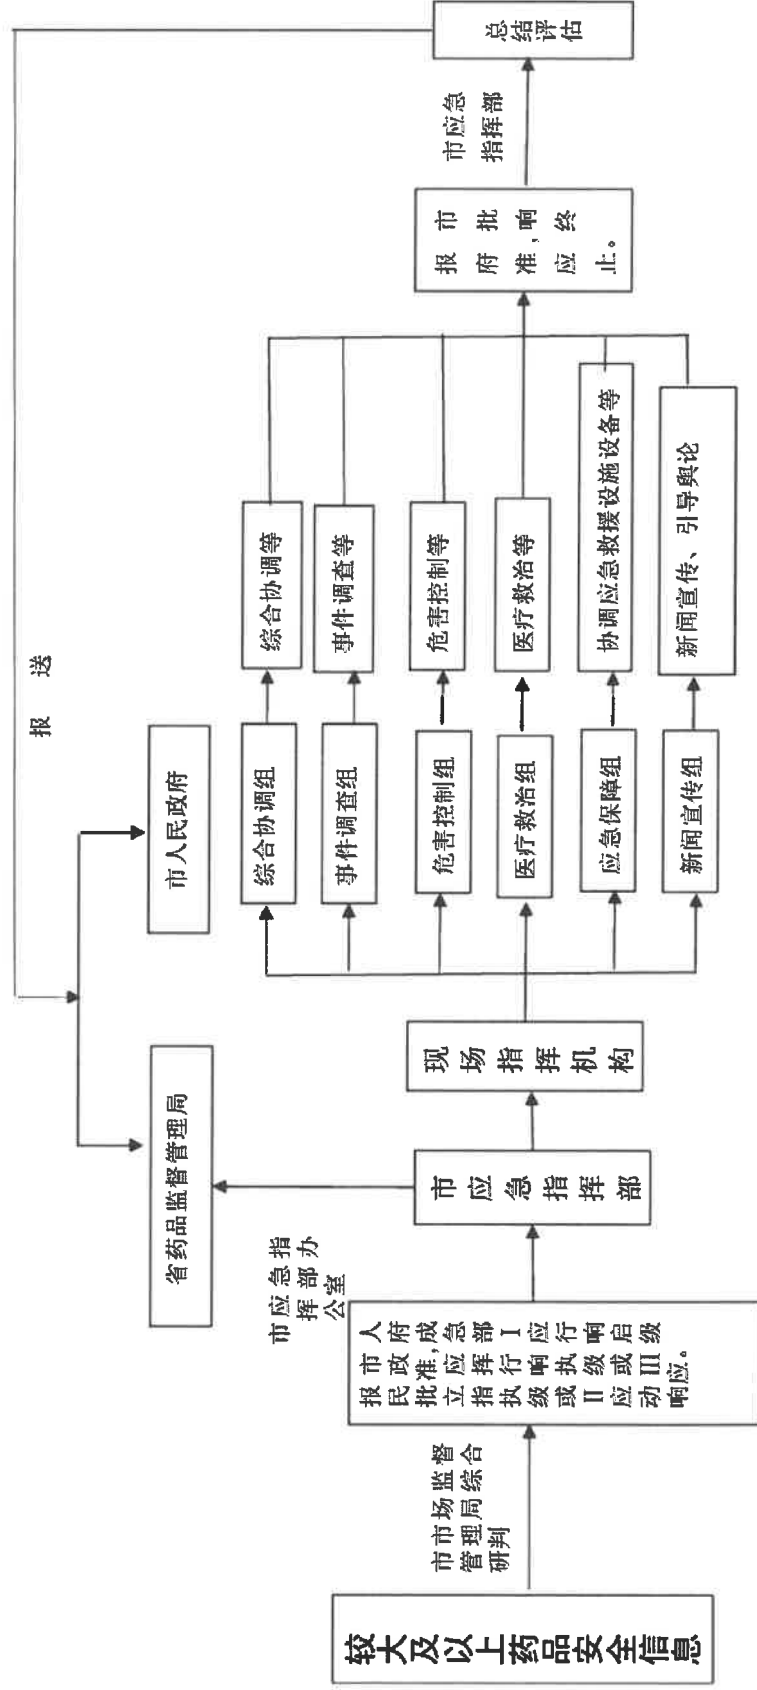 较大及以上药品安全信息
市市场监督
管理局综合
研判
报市人
民政府
批准,成
立应急
指挥部
执行Ⅰ
级响应
或执行
Ⅱ级响
应或启
动Ⅲ级
响应。
市应急指
挥部办
公室
市应急指挥部
省药品监督管理局
现场指挥机构
市人民政府
报送
综合协调组
事件调查组
危害控制组
医疗救治组
应急保障组
新闻宣传组
综合协调等
事件调查等
危害控制等
医疗救治等
协调应急救援设施设备等
新闻宣传、引导舆论
报市
府批
准,响
应终
止。
市应急
指挥部
总结评估